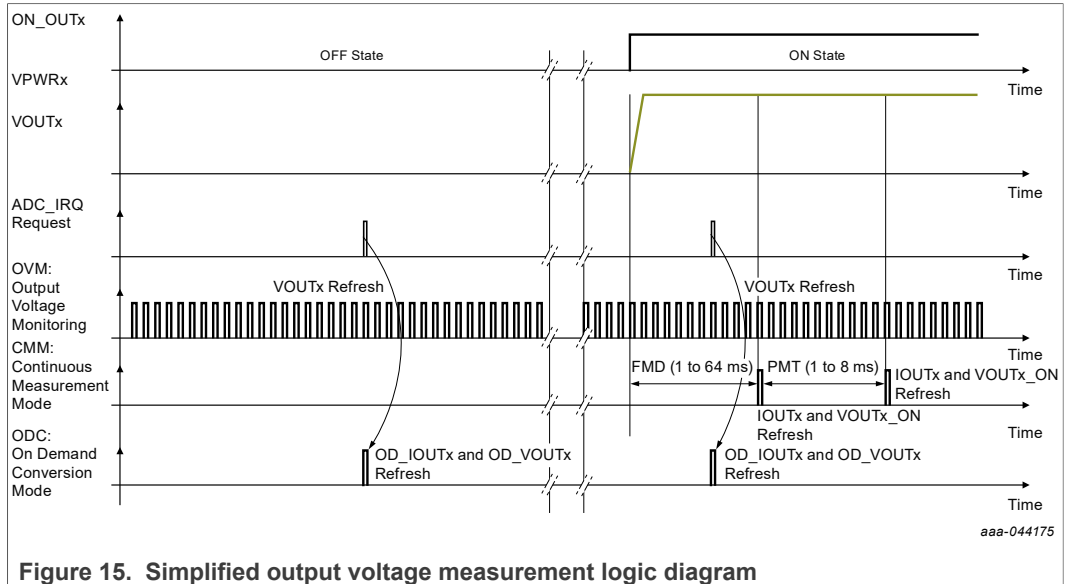 ON_OUTx
OFF State
ON State
VPWRx
Time
VOUTx
Time
ADC_IRQ
Request
Time
OVM:
Output
Voltage
Monitoring
VOUTx Refresh
VOUTx Refresh
Time
CMM:
Continuous
Measurement
Mode
FMD (1 to 64 ms)
PMT (1 to 8 ms)
IOUTx and VOUTx_ON
Refresh
IOUTx and VOUTx_ON
Refresh
Time
ODC:
On Demand
Conversion
Mode
OD_IOUTx and OD_VOUTx
Refresh
OD_IOUTx and OD_VOUTx
Refresh
Time
aaa-044175
Figure 15. Simplified output voltage measurement logic diagram